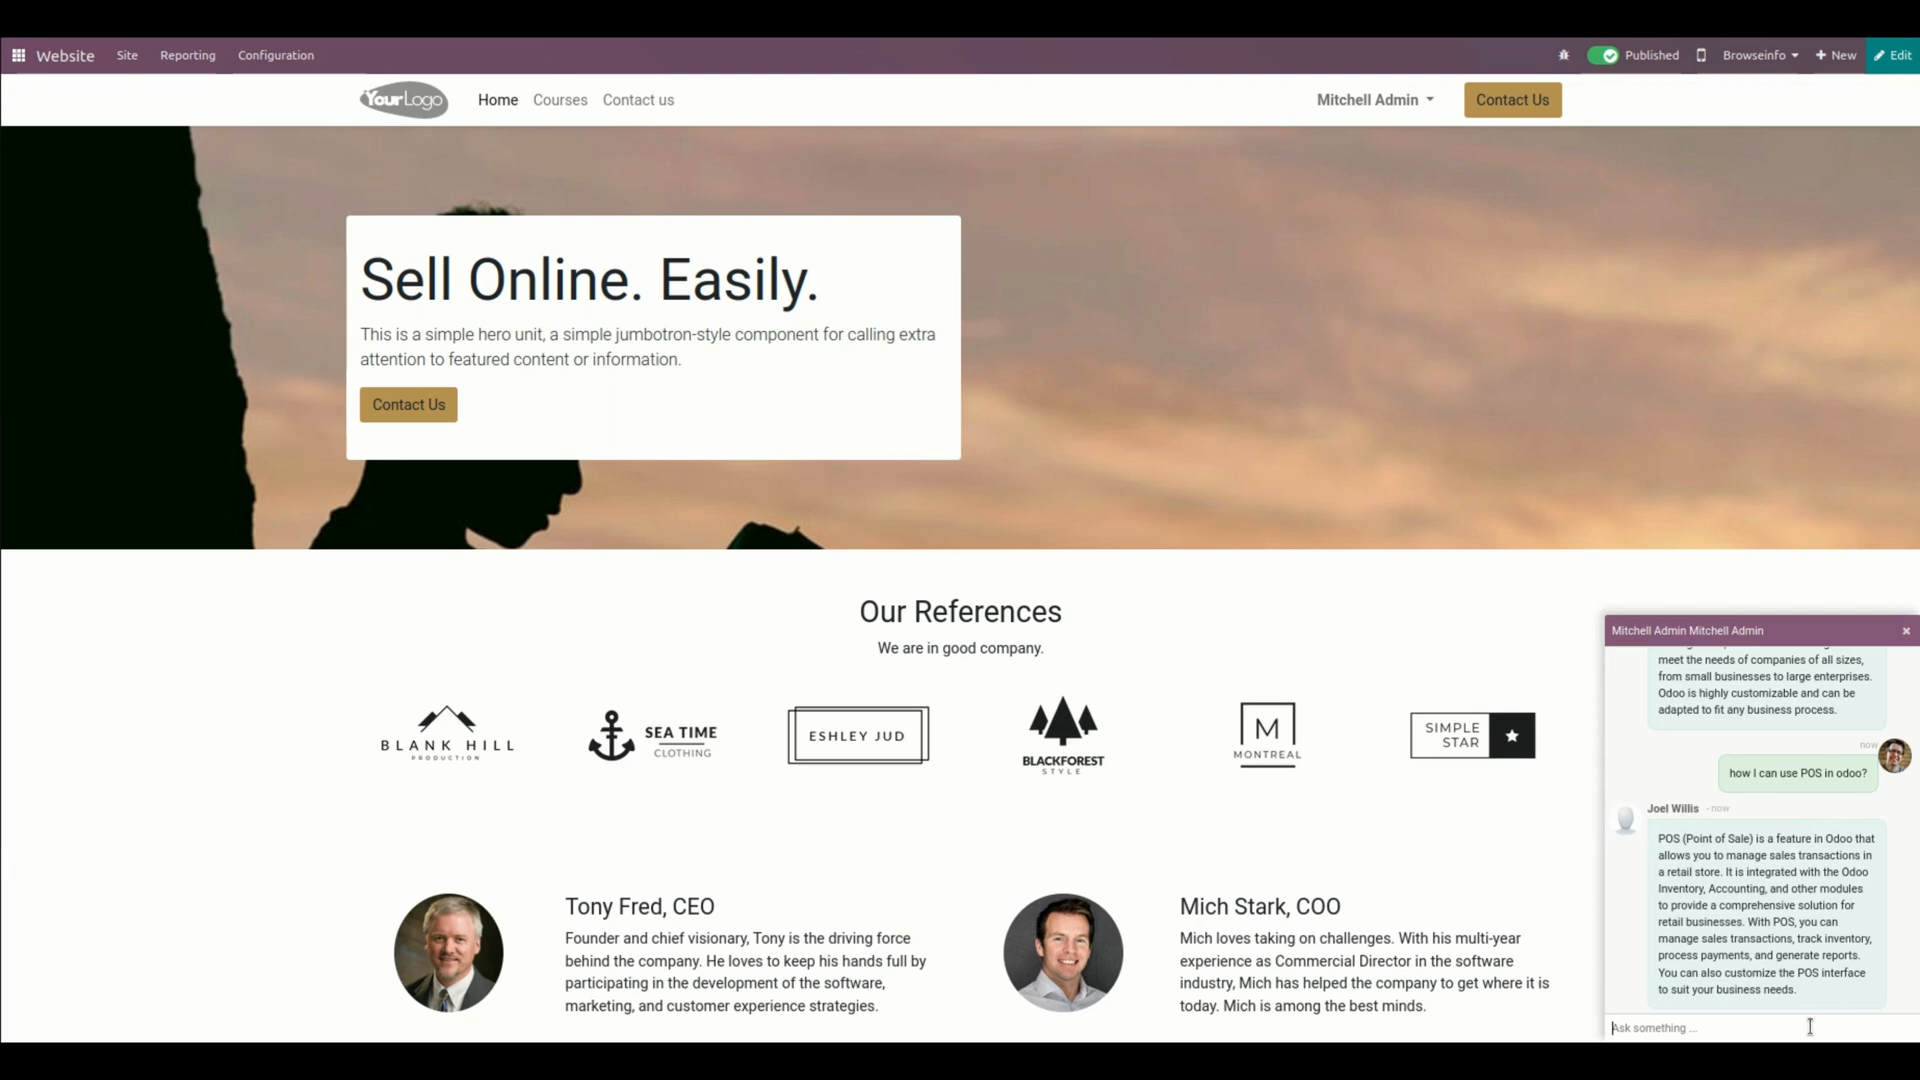 Website Site Reporting Configuration Published Browseinfo + New Edit
YourLogo Home Courses Contact us Mitchell Admin Contact Us
Sell Online. Easily.
This is a simple hero unit, a simple jumbotron-style component for calling extra
attention to featured content or information.
Contact Us
Our References
We are in good company.
BLANK HILL
PRODUCTION
SEA TIME
CLOTHING
ESHLEY JUD
BLACKFOREST
STYLE
M
MONTREAL
SIMPLE
STAR
Tony Fred, CEO
Founder and chief visionary, Tony is the driving force
behind the company. He loves to keep his hands full by
participating in the development of the software,
marketing, and customer experience strategies.
Mich Stark, COO
Mich loves taking on challenges. With his multi-year
experience as Commercial Director in the software
industry, Mich has helped the company to get where it is
today. Mich is among the best minds.
Mitchell Admin Mitchell Admin ×
meet the needs of companies of all sizes,
from small businesses to large enterprises.
Odoo is highly customizable and can be
adapted to fit any business process.
now
how I can use POS in odoo?
Joel Willis - now
POS (Point of Sale) is a feature in Odoo that
allows you to manage sales transactions in
a retail store. It is integrated with the Odoo
Inventory, Accounting, and other modules
to provide a comprehensive solution for
retail businesses. With POS, you can
manage sales transactions, track inventory,
process payments, and generate reports.
You can also customize the POS interface
to suit your business needs.
Ask something ...